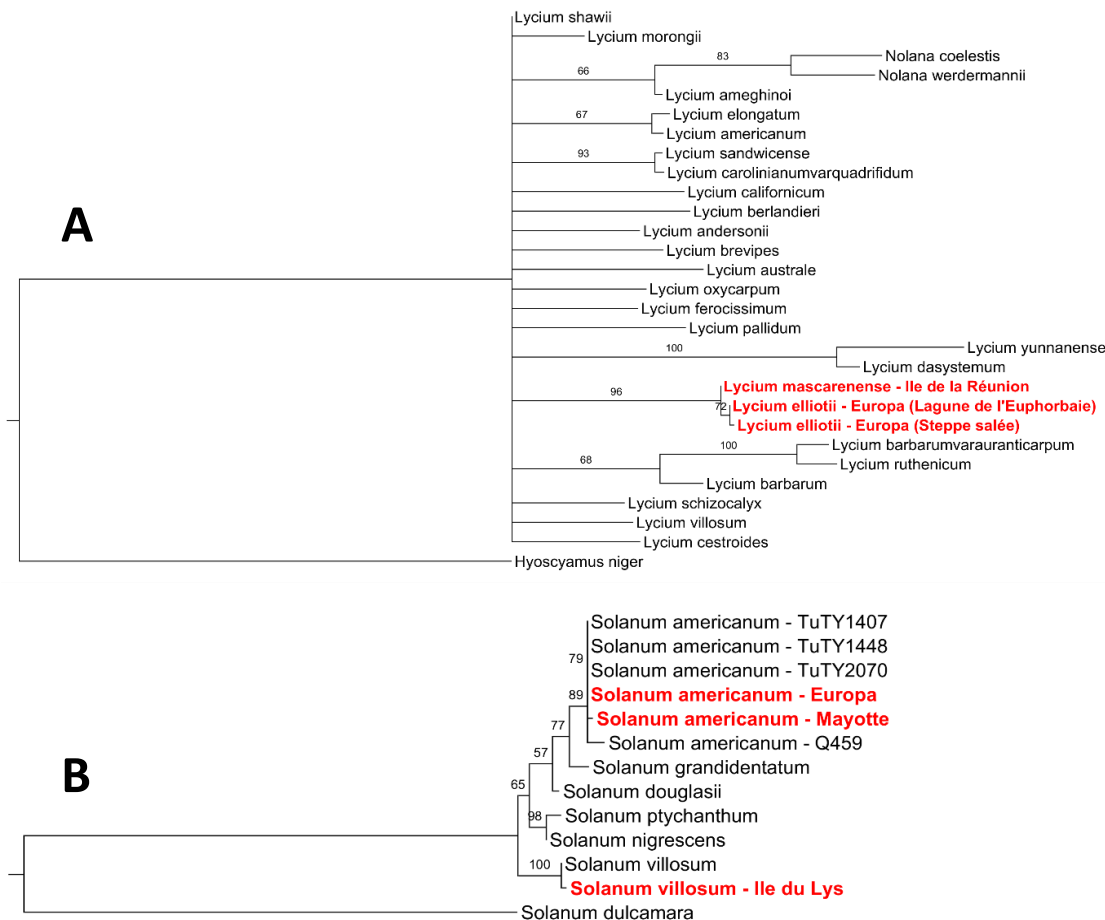 Lycium shawii
Lycium morongii
83
Nolana coelestis
66
Nolana werdermannii
Lycium ameghinoi
67
Lycium elongatum
Lycium americanum
93
Lycium sandwicense
Lycium carolinianumvarquadrifidum
Lycium californicum
A
Lycium berlandieri
Lycium andersonii
Lycium brevipes
Lycium australe
Lycium oxycarpum
Lycium ferocissimum
Lycium pallidum
100
Lycium yunnanense
Lycium dasystemum
96
Lycium mascarenense - Ile de la Réunion
72
Lycium elliotii - Europa (Lagune de l'Euphorbaie)
Lycium elliotii - Europa (Steppe salée)
100
Lycium barbarumvarauranticarpum
68
Lycium ruthenicum
Lycium barbarum
Lycium schizocalyx
Lycium villosum
Lycium cestroides
Hyoscyamus niger
Solanum americanum - TuTY1407
Solanum americanum - TuTY1448
79
Solanum americanum - TuTY2070
89
Solanum americanum - Europa
77
Solanum americanum - Mayotte
57
Solanum americanum - Q459
B
Solanum grandidentatum
65
Solanum douglasii
98
Solanum ptychanthum
Solanum nigrescens
100
Solanum villosum
Solanum villosum - Ile du Lys
Solanum dulcamara